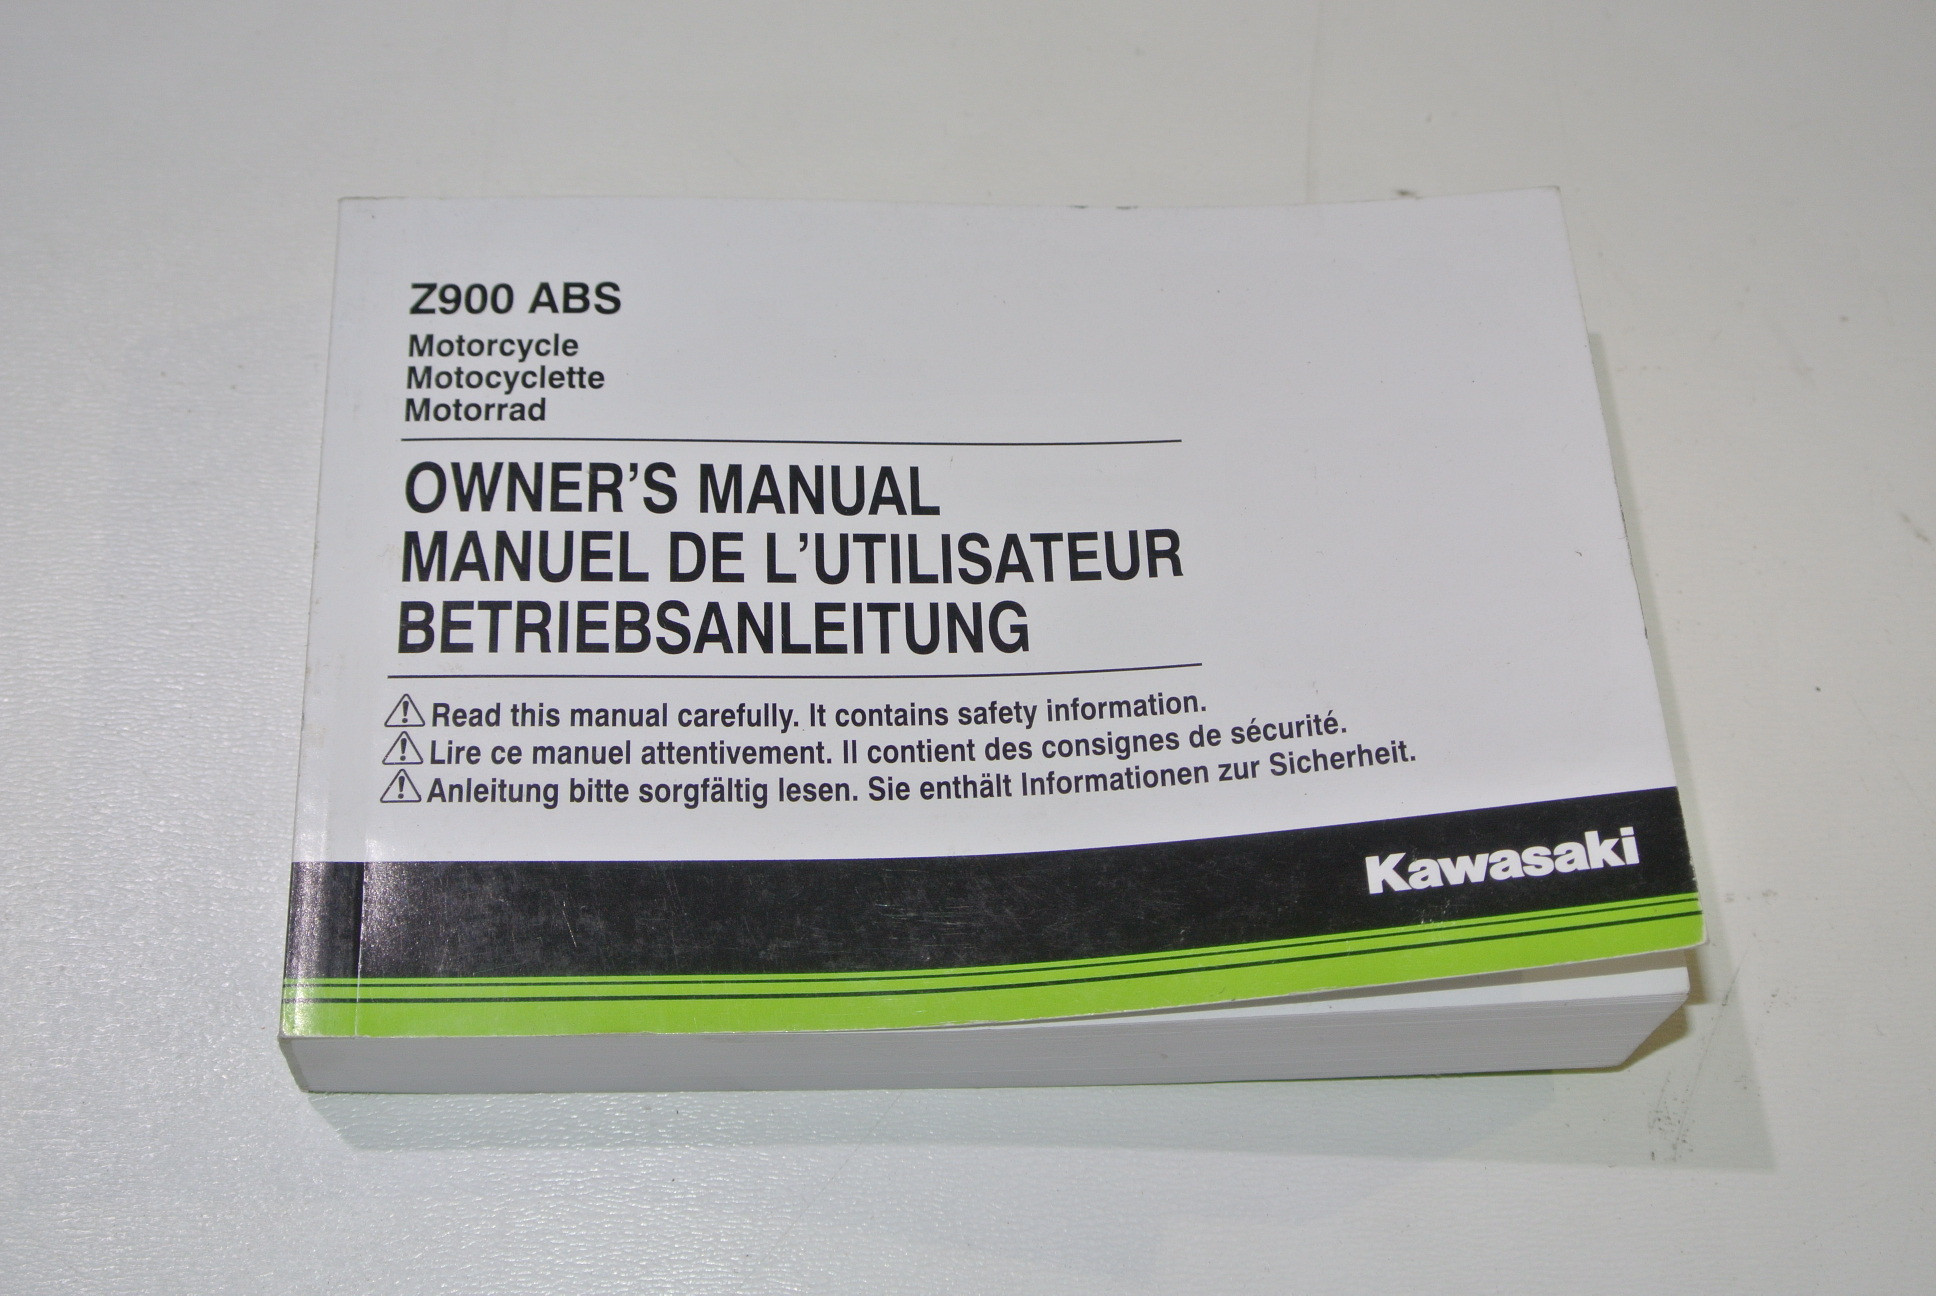 Z900 ABS
Motorcycle
Motocyclette
Motorrad
OWNER'S MANUAL
MANUEL DE L'UTILISATEUR
BETRIEBSANLEITUNG
Read this manual carefully. It contains safety information.
Lire ce manuel attentivement. Il contient des consignes de sécurité.
Anleitung bitte sorgfältig lesen. Sie enthält Informationen zur Sicherheit.
Kawasaki